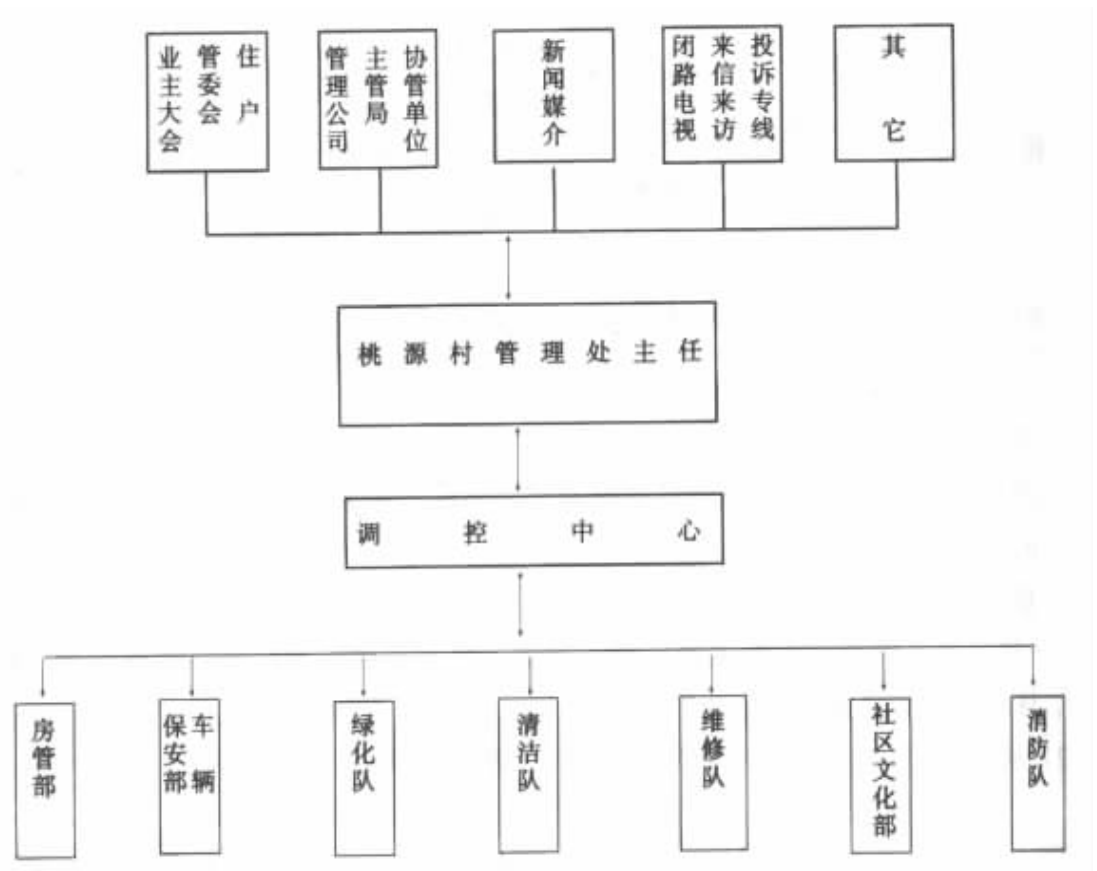 住户
管委会
业主大会
协管单位
主管局
管理公司
新闻媒介
投诉专线
来信来访
闭路电视
其它
桃源村管理处主任
调控中心
房管部
车辆
保安部
绿化队
清洁队
维修队
社区文化部
消防队